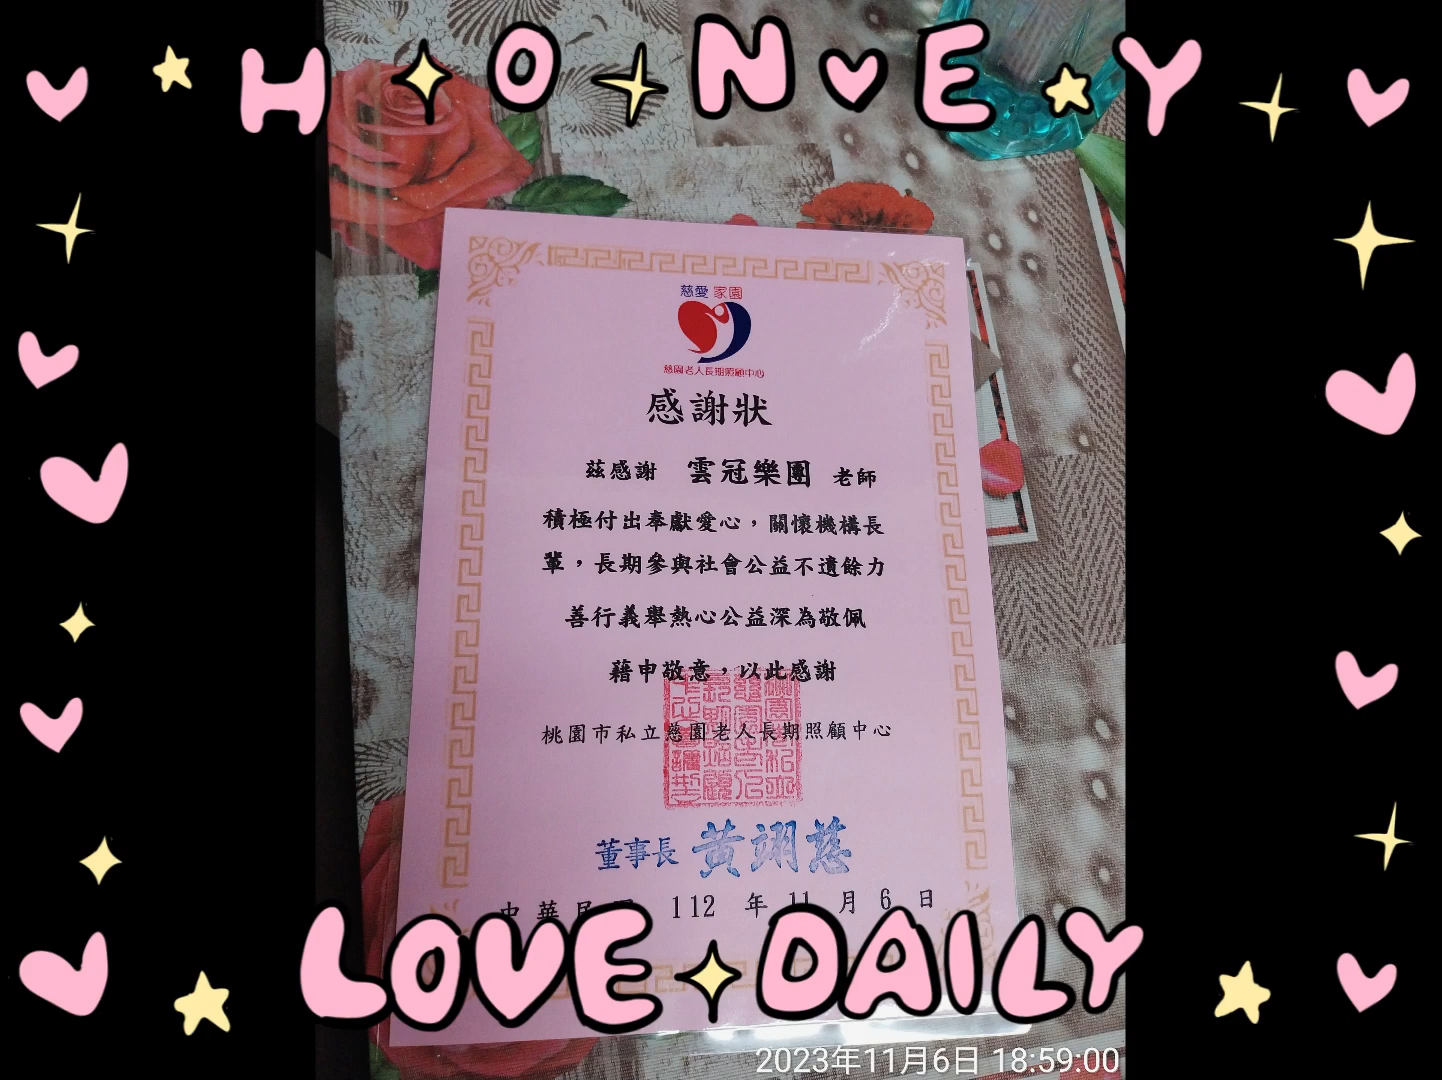 HONEY
慈愛 家園
慈園老人長期照顧中心
感謝狀
茲感謝 雲冠樂團 老師
積極付出奉獻愛心，關懷機構長
輩，長期參與社會公益不遺餘力
善行義舉熱心公益深為敬佩
藉申敬意，以此感謝
桃園市私立慈園老人長期照顧中心
董事長 黃翊慈
中華民國 112 年 11 月 6 日
LOVE DAILY
2023年11月6日 18:59:00